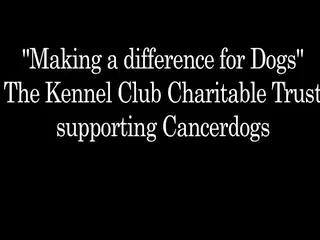 "Making a difference for Dogs"
The Kennel Club Charitable Trust
supporting Cancerdogs